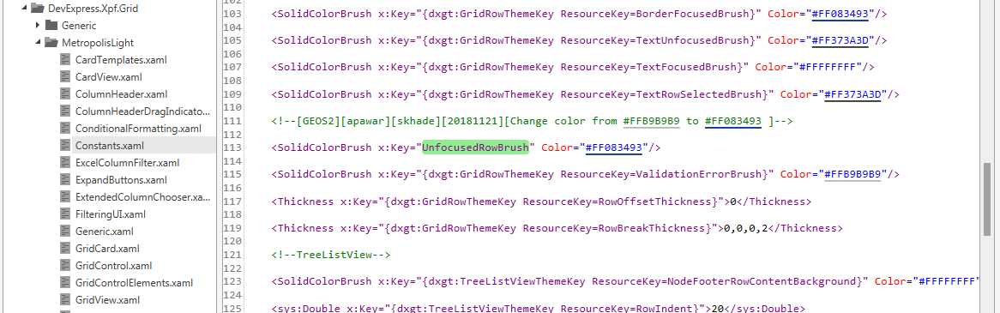 DevExpress.Xpf.Grid
Generic
MetropolisLight
CardTemplates.xaml
CardView.xaml
ColumnHeader.xaml
ColumnHeaderDragIndicato...
ConditionalFormatting.xaml
Constants.xaml
ExcelColumnFilter.xaml
ExpandButtons.xaml
ExtendedColumnChooser.xa...
FilteringUI.xaml
Generic.xaml
GridCard.xaml
GridControl.xaml
GridControlElements.xaml
GridView.xaml
102
103 <SolidColorBrush x:Key="{dxgt:GridRowThemeKey ResourceKey=BorderFocusedBrush}" Color="#FF083493"/>
104
105 <SolidColorBrush x:Key="{dxgt:GridRowThemeKey ResourceKey=TextUnfocusedBrush}" Color="#FF373A3D"/>
106
107 <SolidColorBrush x:Key="{dxgt:GridRowThemeKey ResourceKey=TextFocusedBrush}" Color="#FFFFFFFF"/>
108
109 <SolidColorBrush x:Key="{dxgt:GridRowThemeKey ResourceKey=TextRowSelectedBrush}" Color="#FF373A3D"/>
110
111 <!--[GEOS2][apawar][skhade][20181121][Change color from #FFB9B9B9 to #FF083493 ]-->
112
113 <SolidColorBrush x:Key="UnfocusedRowBrush" Color="#FF083493"/>
114
115 <SolidColorBrush x:Key="{dxgt:GridRowThemeKey ResourceKey=ValidationErrorBrush}" Color="#FFB9B9B9"/>
116
117 <Thickness x:Key="{dxgt:GridRowThemeKey ResourceKey=RowOffsetThickness}">0</Thickness>
118
119 <Thickness x:Key="{dxgt:GridRowThemeKey ResourceKey=RowBreakThickness}">0,0,0,2</Thickness>
120
121 <!--TreeListView-->
122
123 <SolidColorBrush x:Key="{dxgt:TreeListViewThemeKey ResourceKey=NodeFooterRowContentBackground}" Color="#FFFFFFFF"
124
125 <sys:Double x:Key="{dxgt:TreeListViewThemeKey ResourceKey=RowIndent}">20</sys:Double>